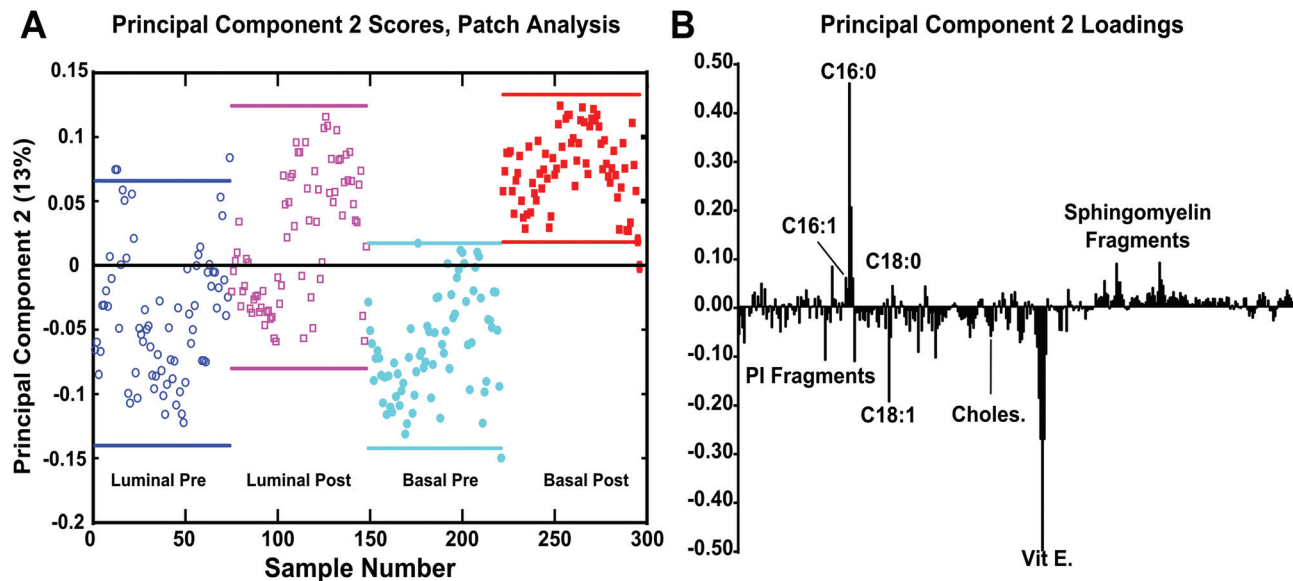 A
Principal Component 2 Scores, Patch Analysis
Principal Component 2 (13%)
0.15
0.1
0.05
0
-0.05
-0.1
-0.15
-0.2
Luminal Pre
Luminal Post
Basal Pre
Basal Post
0
50
100
150
200
250
300
Sample Number
B
Principal Component 2 Loadings
0.50
0.40
0.30
0.20
0.10
0.00
-0.10
-0.20
-0.30
-0.40
-0.50
C16:0
C16:1
C18:0
Sphingomyelin
Fragments
PI Fragments
C18:1
Choles.
Vit E.